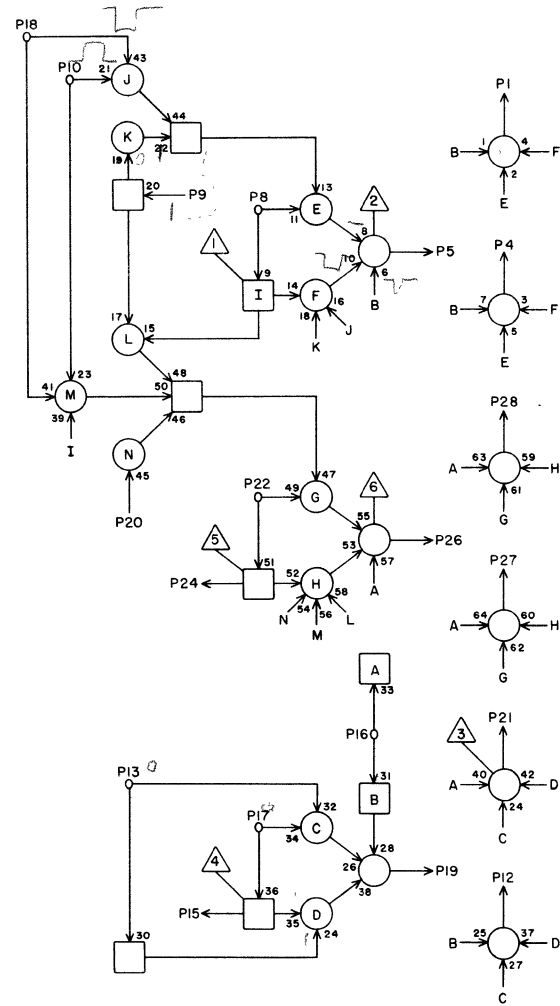 P18
43
P10 21 J
44
K 22
19
20 P9
P8 13
11 E
1
2
8
10 P5
6
B
9
I 14 F
16
18
J
K
17 L 15
48
23
41 M 50
39
I
46
N
45
P20
47
P22 49 G
6
55
5
53 P26
57
A
51
P24 52 H
58
54 56
N M L
A
33
P16
31
B
P13 0
32
P17 C
34
28
26 P19
38
4
36
P15 35 D
24
30
P1
B 1 4 F
2
E
P4
B 7 3 F
5
E
P28
A 63 59 H
61
G
P27
A 64 60 H
62
G
3 P21
A 40 42 D
24
C
P12
B 25 37 D
27
C